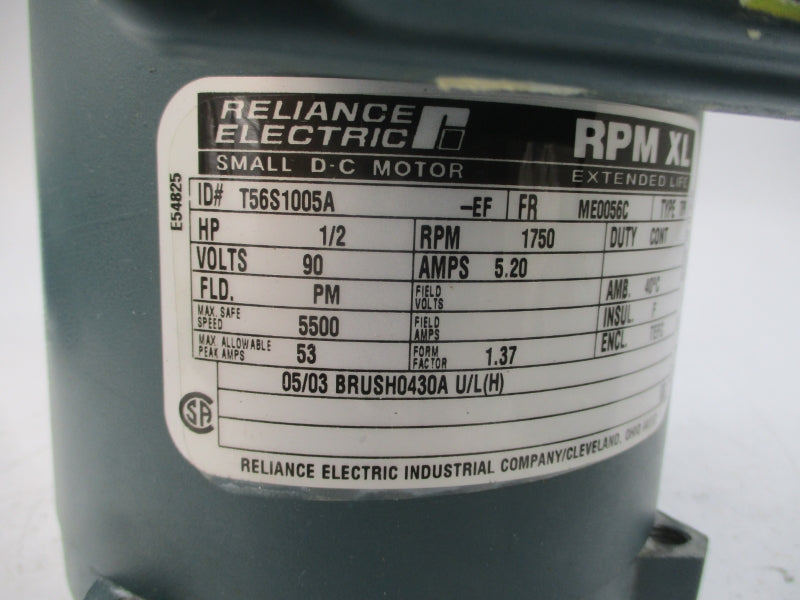 RELIANCE
ELECTRIC
RPM XL
SMALL D-C MOTOR
EXTENDED LIFE
E54825
ID# T56S1005A -EF FR ME0056C TYPE
HP 1/2 RPM 1750 DUTY CONT
VOLTS 90 AMPS 5.20
FLD. PM FIELD VOLTS AMB. 40°C
MAX. SAFE SPEED 5500 FIELD AMPS INSUL. F
MAX. ALLOWABLE PEAK AMPS 53 FORM FACTOR 1.37 ENCL. TEFC
05/03 BRUSH0430A U/L(H)
SA
RELIANCE ELECTRIC INDUSTRIAL COMPANY/CLEVELAND, OHIO